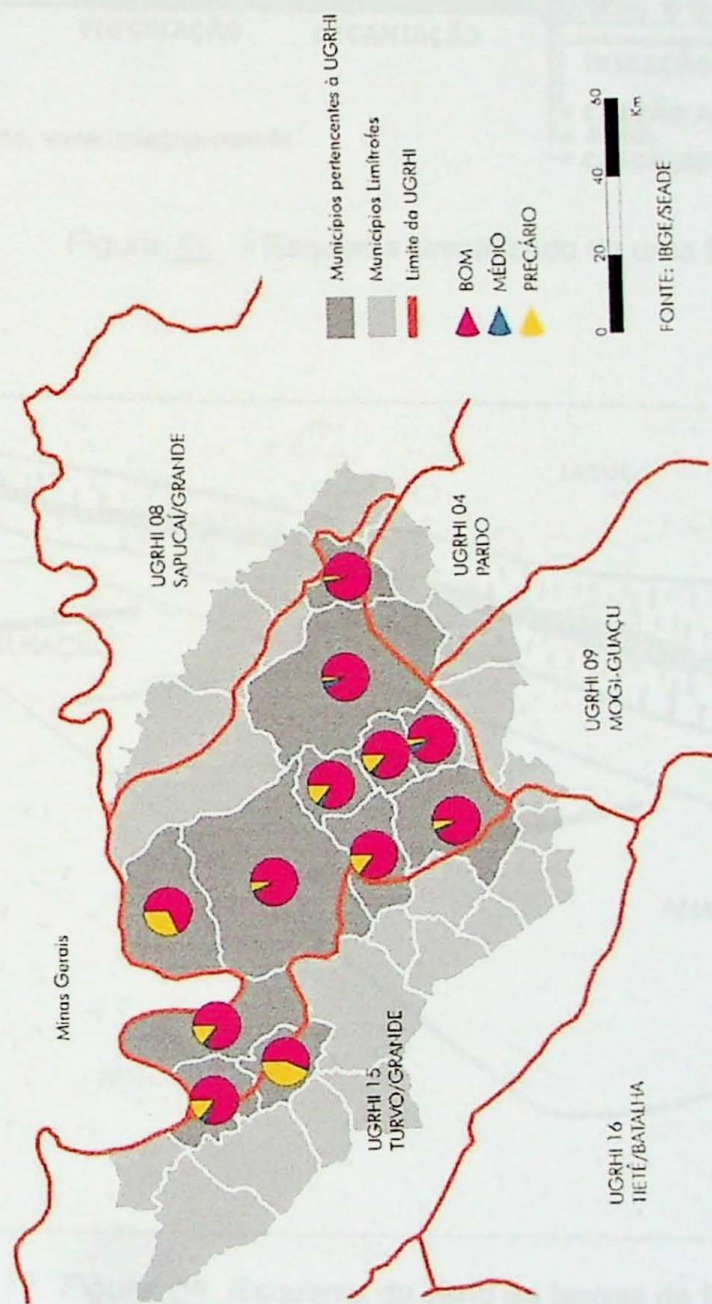 Minas Gerais
UGRHI 08
SAPUCAÍ/GRANDE
UGRHI 15
TURVO/GRANDE
UGRHI 04
PARDO
UGRHI 09
MOGI-GUAÇU
UGRHI 16
TIETÊ/BATALHA
Municípios pertencentes à UGRHI
Municípios Limítrofes
Limite da UGRHI
BOM
MÉDIO
PRECÁRIO
0 20 40 60
Km
FONTE: IBGE/SEADE